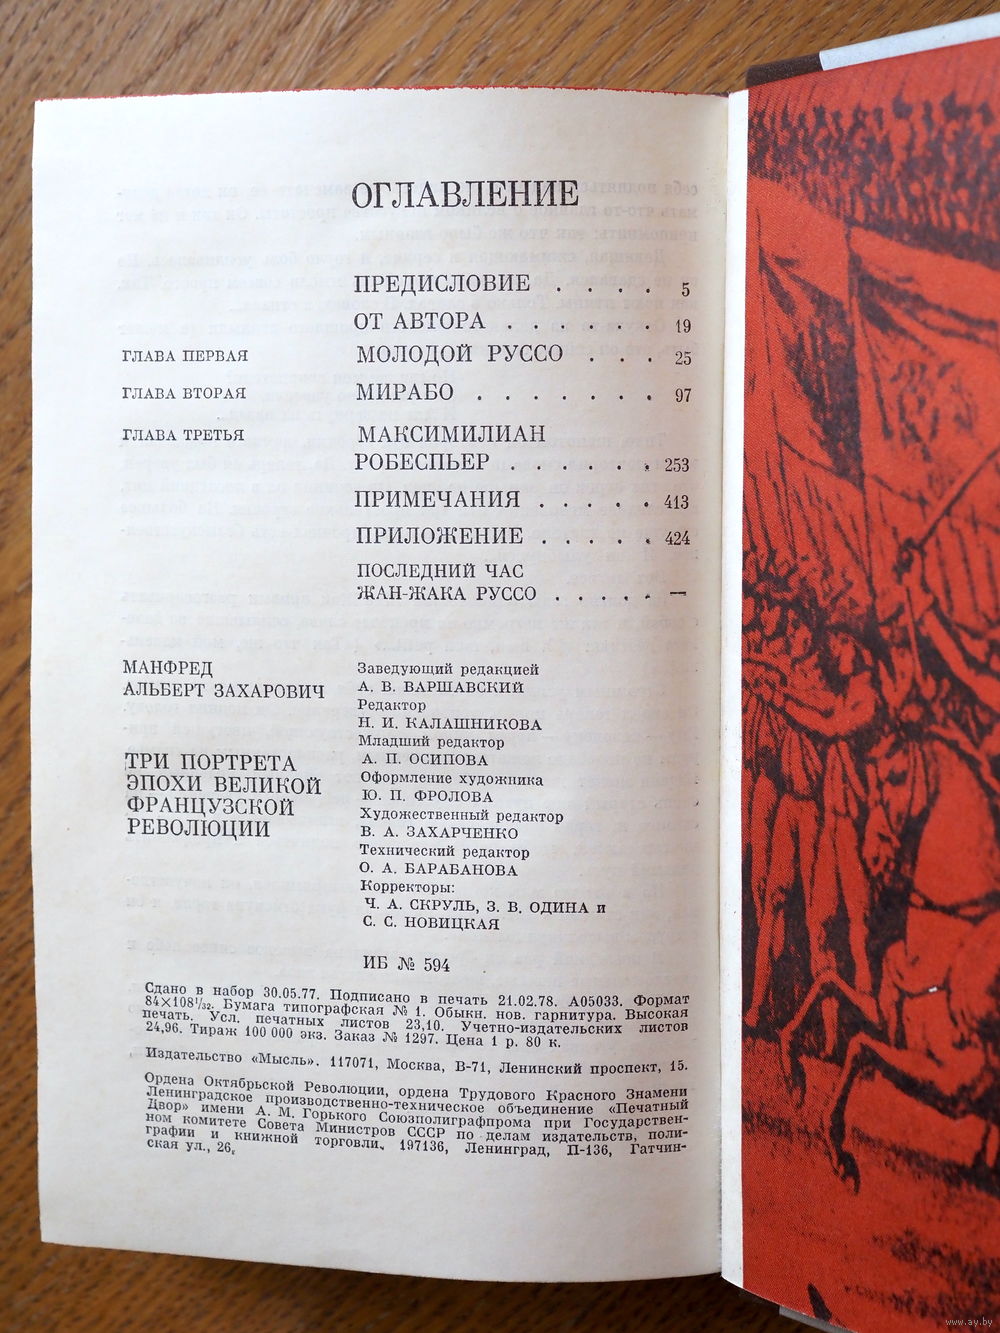 ОГЛАВЛЕНИЕ
ПРЕДИСЛОВИЕ . . . . 5
ОТ АВТОРА . . . . . . . 19
ГЛАВА ПЕРВАЯ МОЛОДОЙ РУССО . . . 25
ГЛАВА ВТОРАЯ МИРАБО . . . . . . . 97
ГЛАВА ТРЕТЬЯ МАКСИМИЛИАН
РОБЕСПЬЕР . . . . . . 253
ПРИМЕЧАНИЯ . . . . . 413
ПРИЛОЖЕНИЕ . . . . . 424
ПОСЛЕДНИЙ ЧАС
ЖАН-ЖАКА РУССО . . . . . —
МАНФРЕД
АЛЬБЕРТ ЗАХАРОВИЧ
ТРИ ПОРТРЕТА
ЭПОХИ ВЕЛИКОЙ
ФРАНЦУЗСКОЙ
РЕВОЛЮЦИИ
Заведующий редакцией
А. В. ВАРШАВСКИЙ
Редактор
Н. И. КАЛАШНИКОВА
Младший редактор
А. П. ОСИПОВА
Оформление художника
Ю. П. ФРОЛОВА
Художественный редактор
В. А. ЗАХАРЧЕНКО
Технический редактор
О. А. БАРАБАНОВА
Корректоры:
Ч. А. СКРУЛЬ, З. В. ОДИНА и
С. С. НОВИЦКАЯ
ИБ № 594
Сдано в набор 30.05.77. Подписано в печать 21.02.78. А05033. Формат
84×108¹/₃₂. Бумага типографская № 1. Обыкн. нов. гарнитура. Высокая
печать. Усл. печатных листов 23,10. Учетно-издательских листов
24,96. Тираж 100 000 экз. Заказ № 1297. Цена 1 р. 80 к.
Издательство «Мысль». 117071, Москва, В-71, Ленинский проспект, 15.
Ордена Октябрьской Революции, ордена Трудового Красного Знамени
Ленинградское производственно-техническое объединение «Печатный
Двор» имени А. М. Горького Союзполиграфпрома при Государствен-
ном комитете Совета Министров СССР по делам издательств, поли-
графии и книжной торговли. 197136, Ленинград, П-136, Гатчин-
ская ул., 26.
www.ay.by